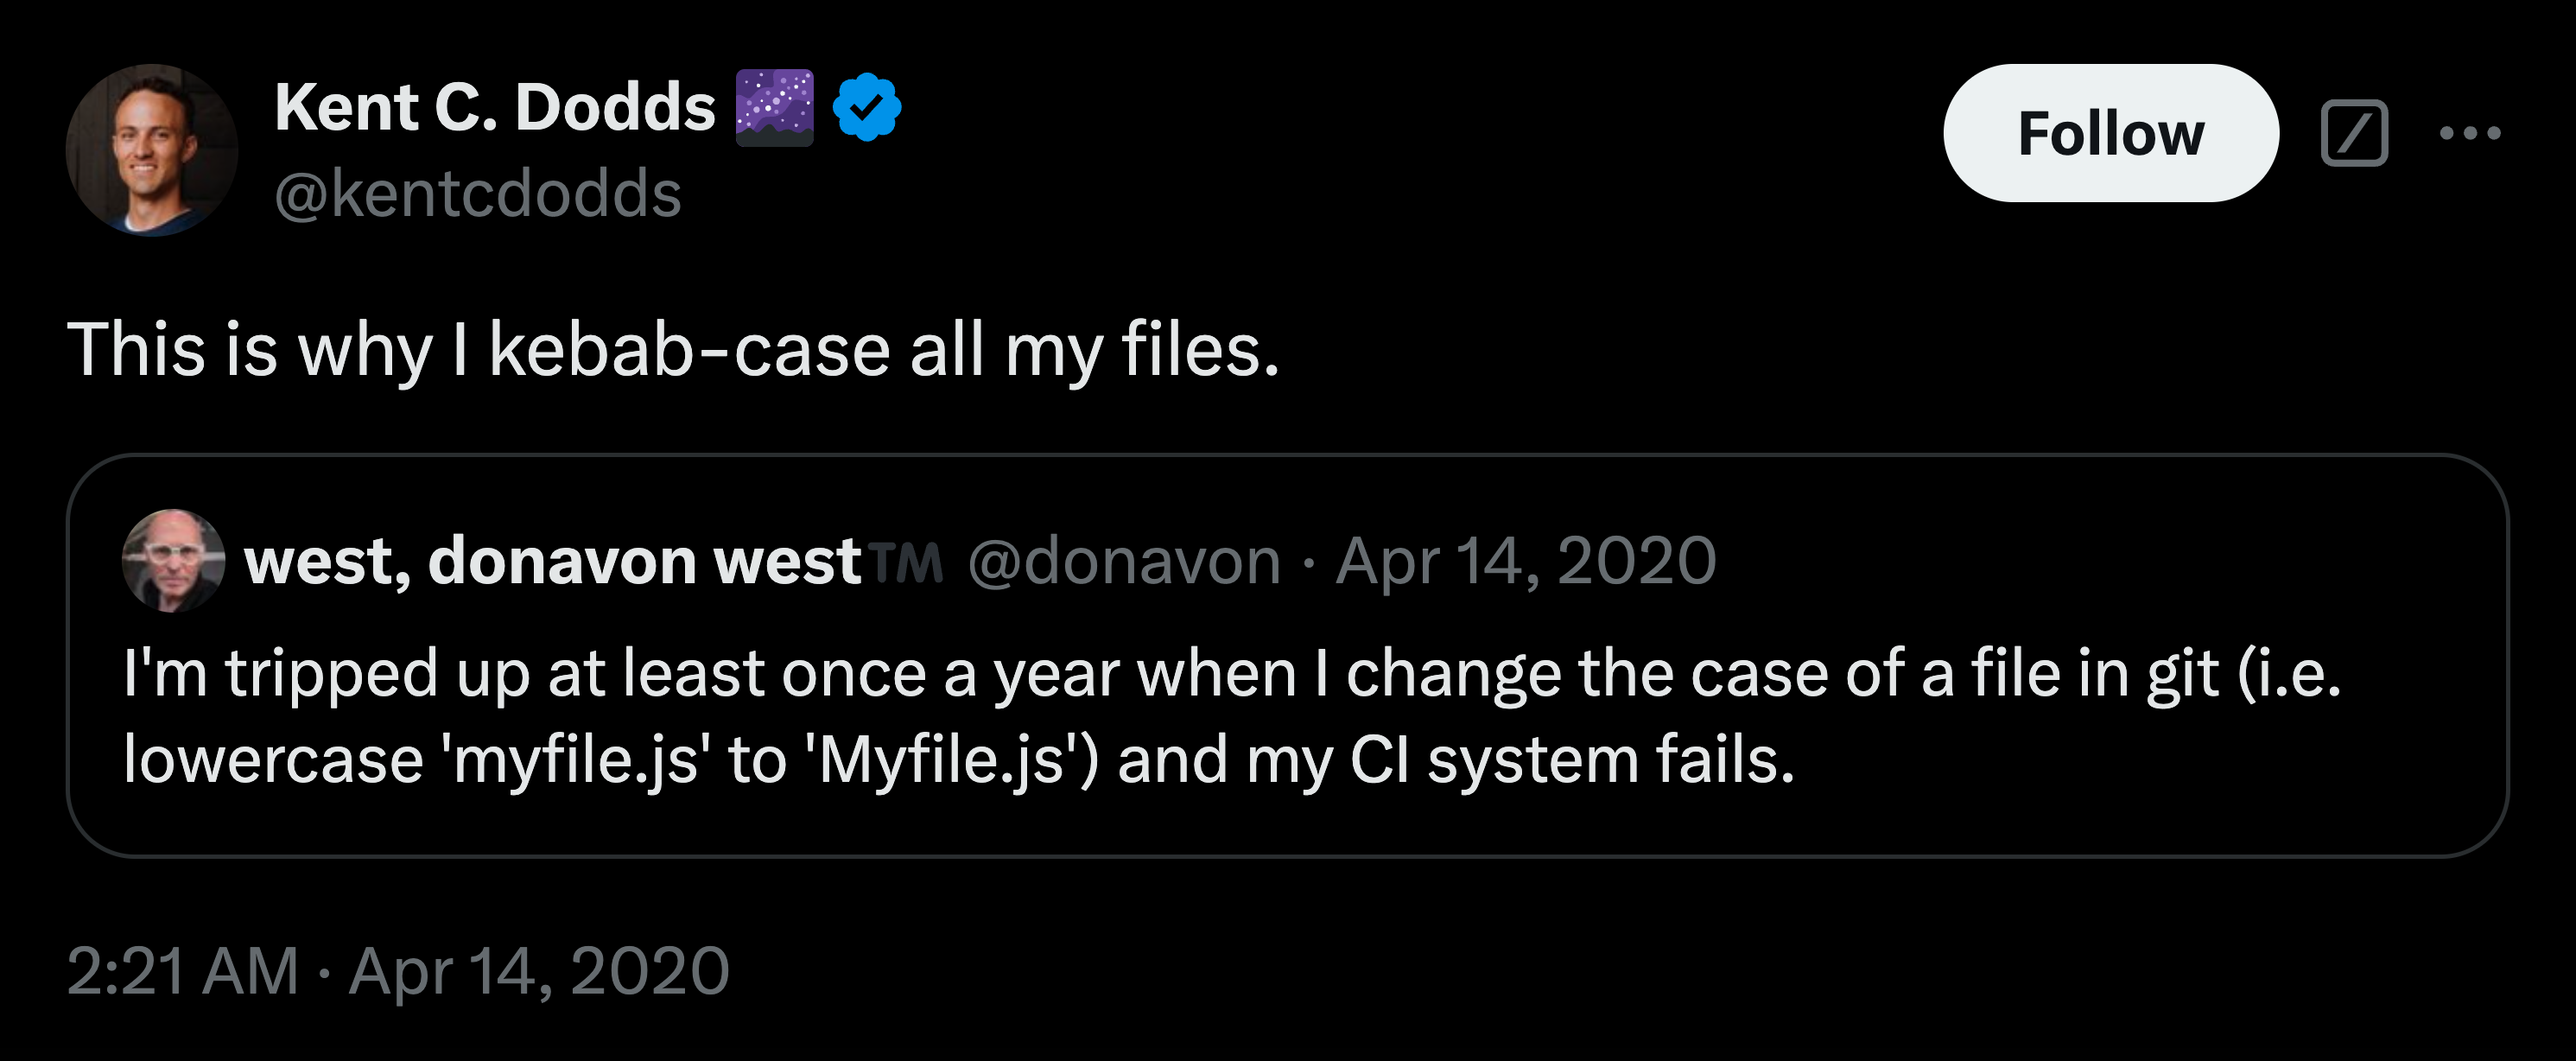 Kent C. Dodds
@kentcdodds
Follow
This is why I kebab-case all my files.
west, donavon west™ @donavon · Apr 14, 2020
I'm tripped up at least once a year when I change the case of a file in git (i.e.
lowercase 'myfile.js' to 'Myfile.js') and my CI system fails.
2:21 AM · Apr 14, 2020